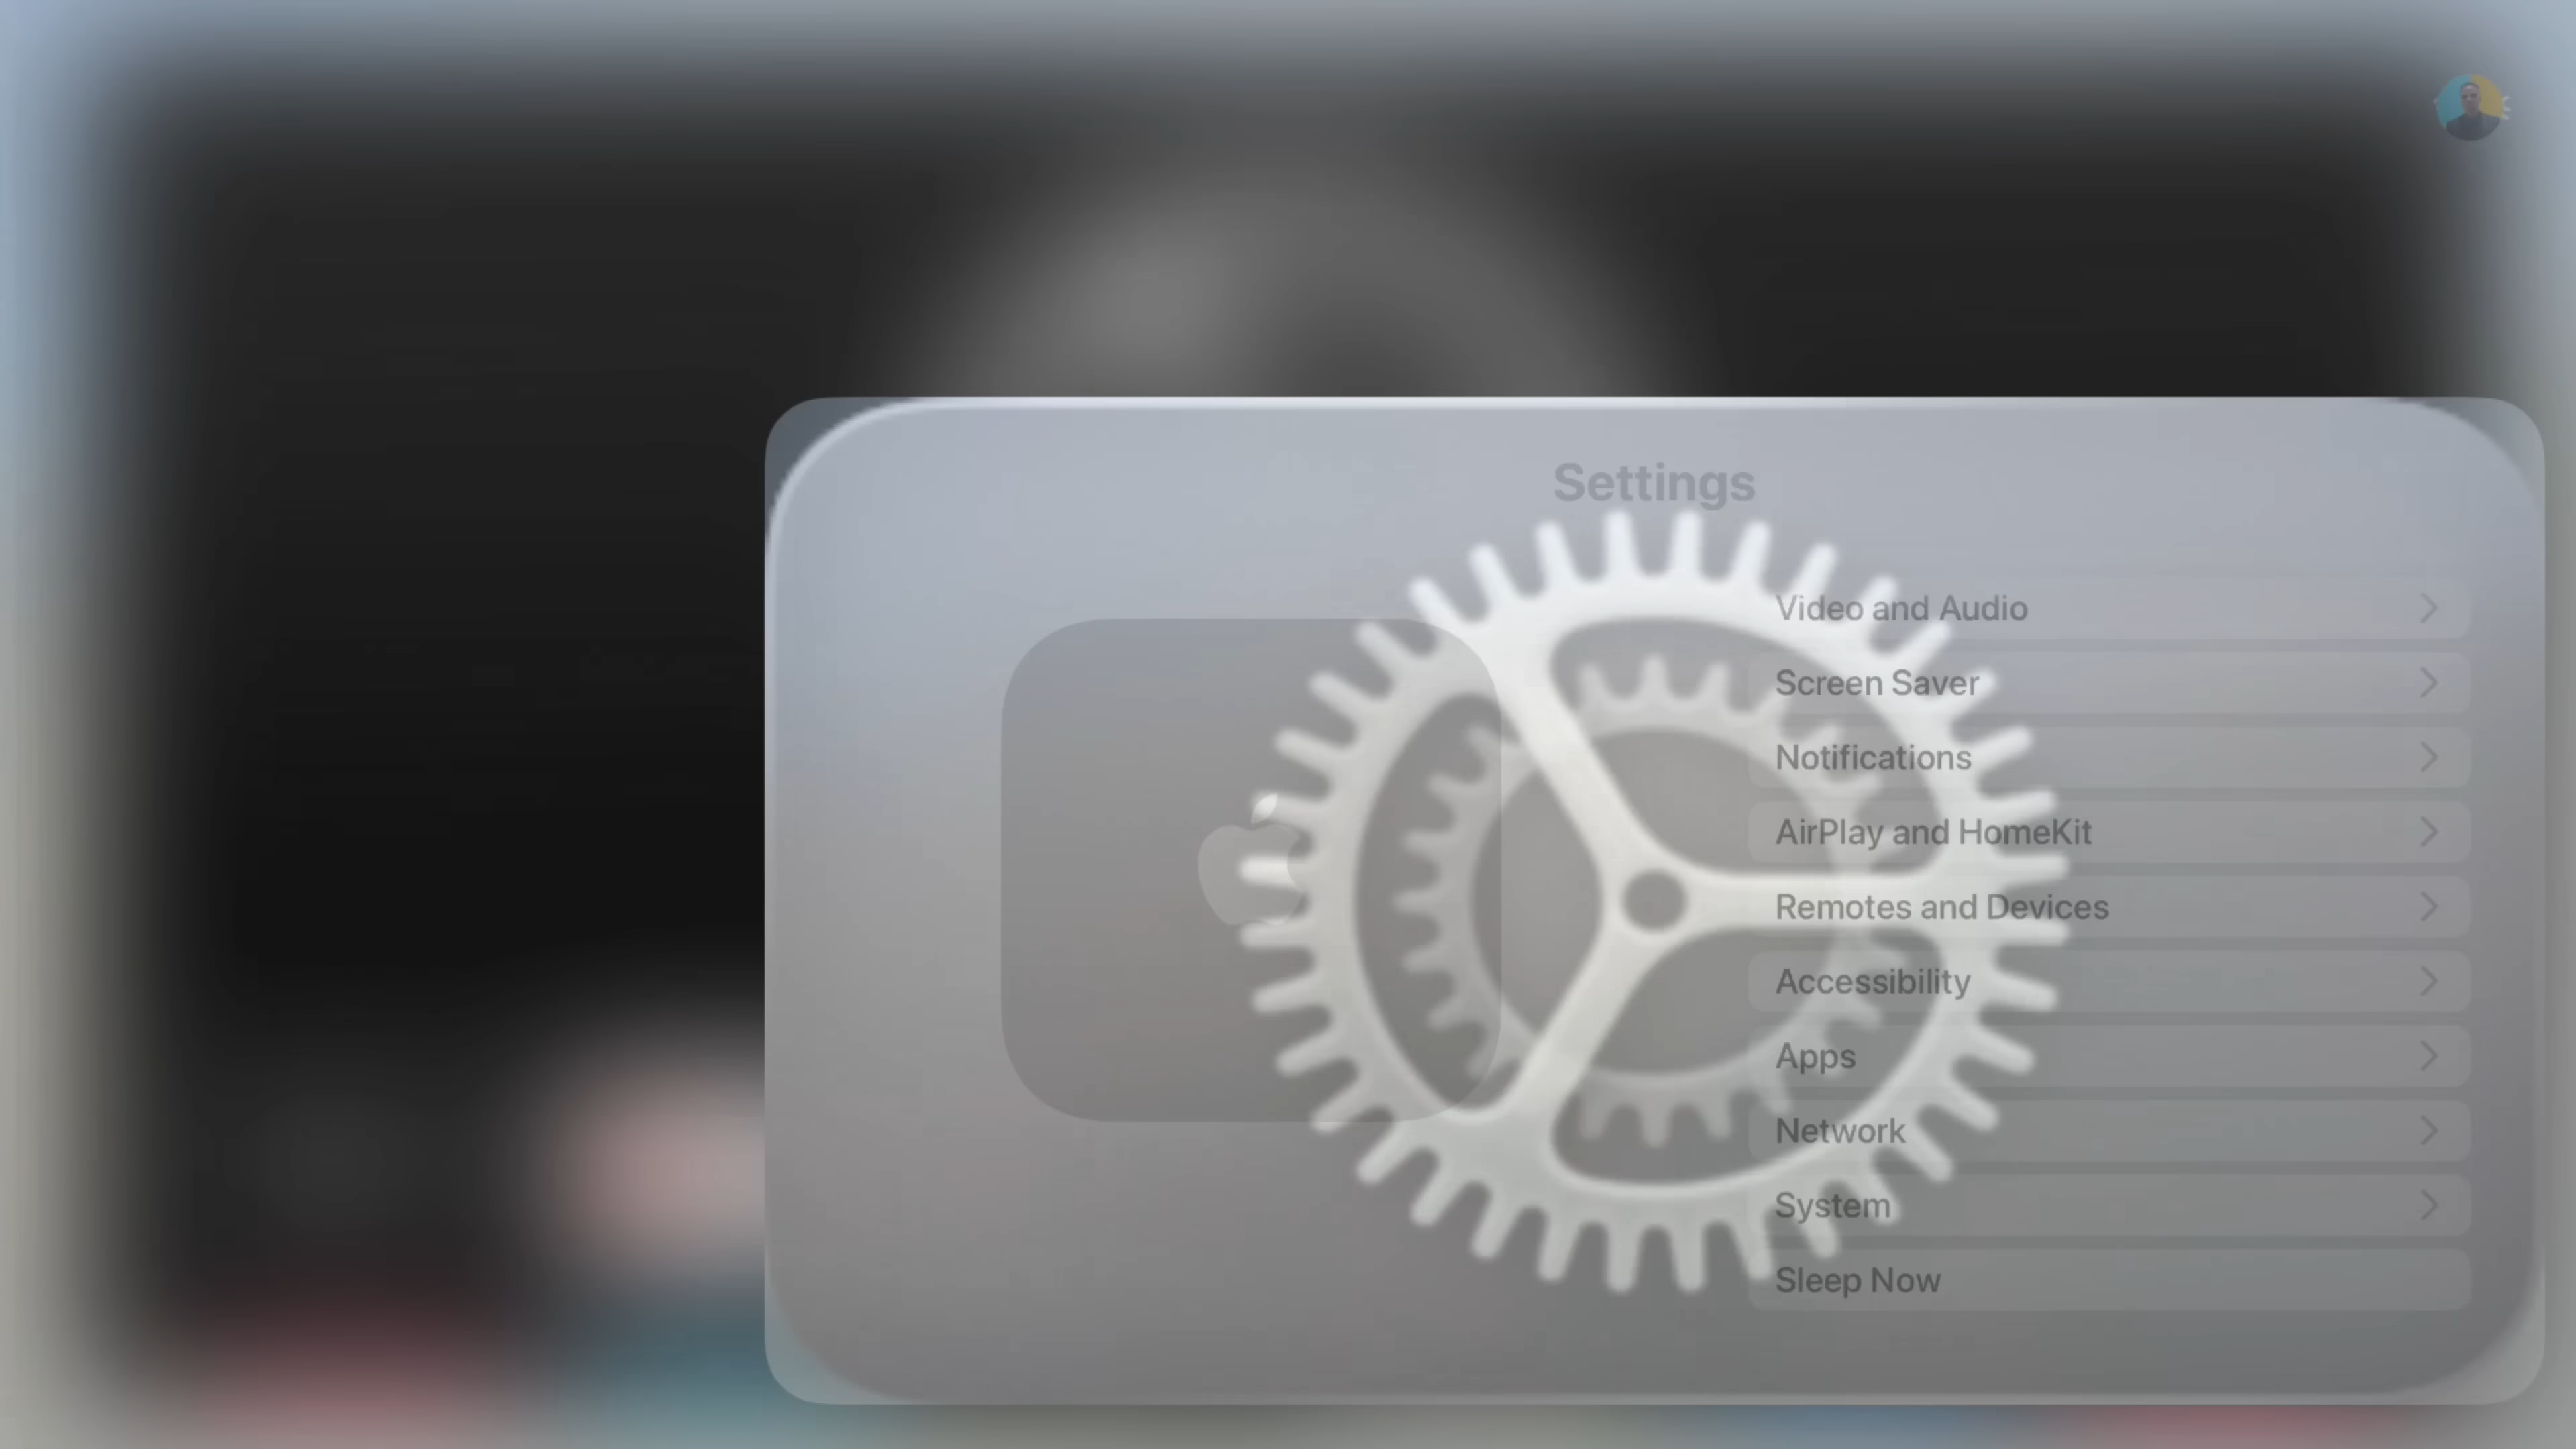 Settings
Video and Audio
Screen Saver
Notifications
AirPlay and HomeKit
Remotes and Devices
Accessibility
Apps
Network
System
Sleep Now